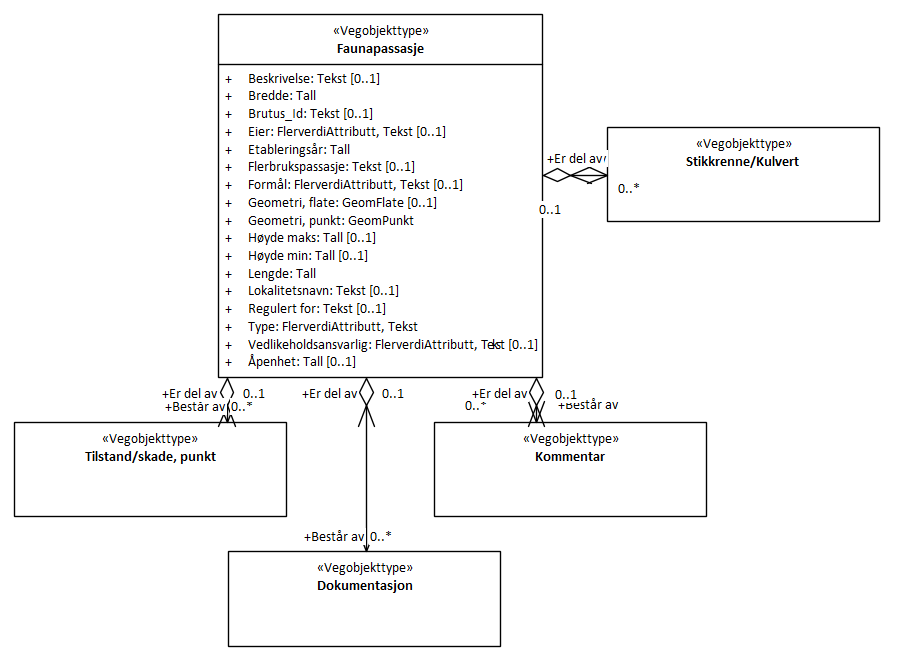 «Vegobjekttype»
Faunapassasje
+ Beskrivelse: Tekst [0..1]
+ Bredde: Tall
+ Brutus_Id: Tekst [0..1]
+ Eier: FlerverdiAttributt, Tekst [0..1]
+ Etableringsår: Tall
+ Flerbrukspassasje: Tekst [0..1]
+ Formål: FlerverdiAttributt, Tekst [0..1]
+ Geometri, flate: GeomFlate [0..1]
+ Geometri, punkt: GeomPunkt
+ Høyde maks: Tall [0..1]
+ Høyde min: Tall [0..1]
+ Lengde: Tall
+ Lokalitetsnavn: Tekst [0..1]
+ Regulert for: Tekst [0..1]
+ Type: FlerverdiAttributt, Tekst
+ Vedlikeholdsansvarlig: FlerverdiAttributt, Tekst [0..1]
+ Åpenhet: Tall [0..1]
+Er del av
0..*
0..1
«Vegobjekttype»
Stikkrenne/Kulvert
+Er del av 0..1
+Består av 0..*
«Vegobjekttype»
Tilstand/skade, punkt
+Er del av 0..1
+Består av 0..*
«Vegobjekttype»
Dokumentasjon
+Er del av 0..1
0..* +Består av
«Vegobjekttype»
Kommentar